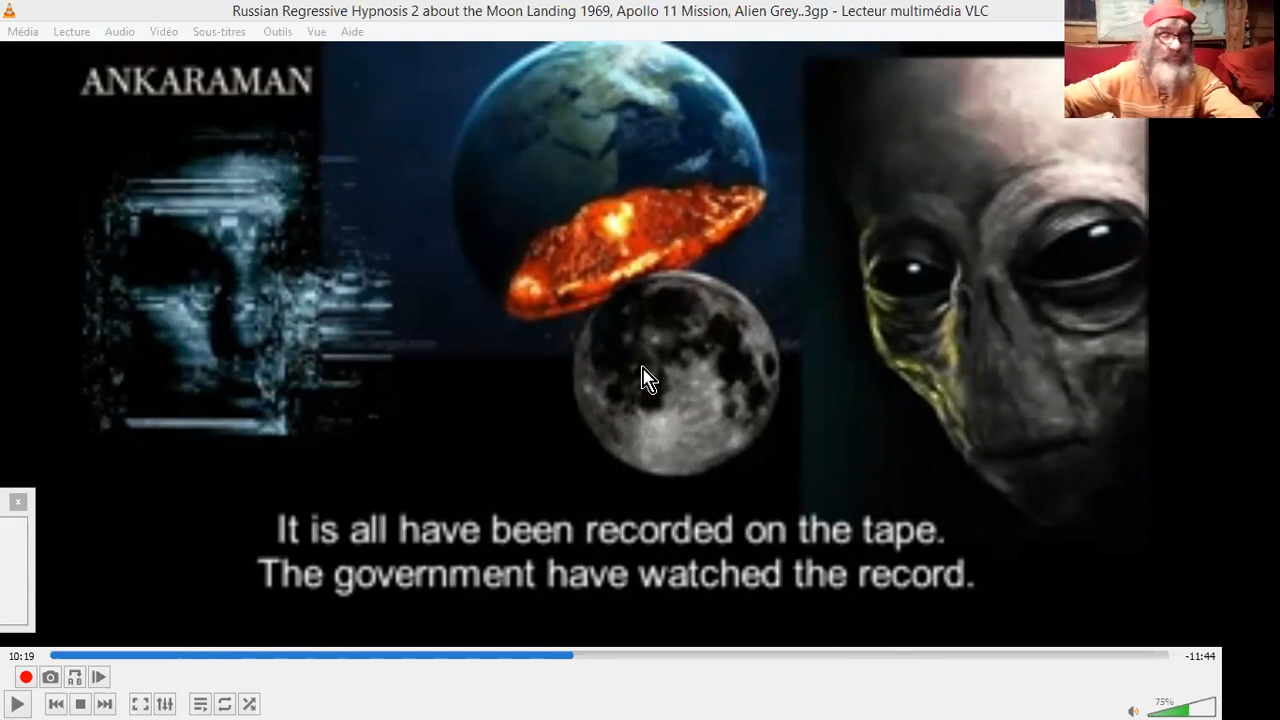 Russian Regressive Hypnosis 2 about the Moon Landing 1969, Apollo 11 Mission, Alien Grey..3gp - Lecteur multimédia VLC
Média Lecture Audio Vidéo Sous-titres Outils Vue Aide
ANKARAMAN
It is all have been recorded on the tape.
The government have watched the record.
10:19
-11:44
75%